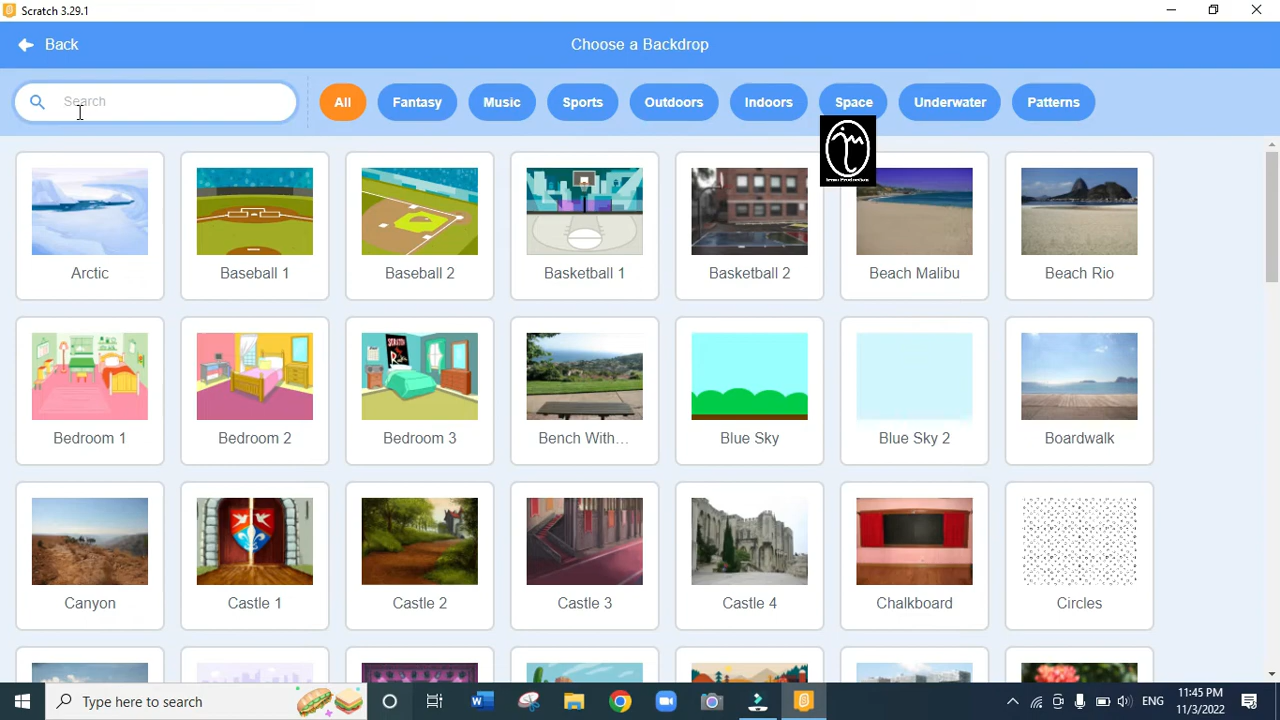 Scratch 3.29.1
Back
Choose a Backdrop
Search
All
Fantasy
Music
Sports
Outdoors
Indoors
Space
Underwater
Patterns
Arctic
Baseball 1
Baseball 2
Basketball 1
Basketball 2
Beach Malibu
Beach Rio
Bedroom 1
Bedroom 2
Bedroom 3
Bench With...
Blue Sky
Blue Sky 2
Boardwalk
Canyon
Castle 1
Castle 2
Castle 3
Castle 4
Chalkboard
Circles
Type here to search
ENG
11:45 PM
11/3/2022